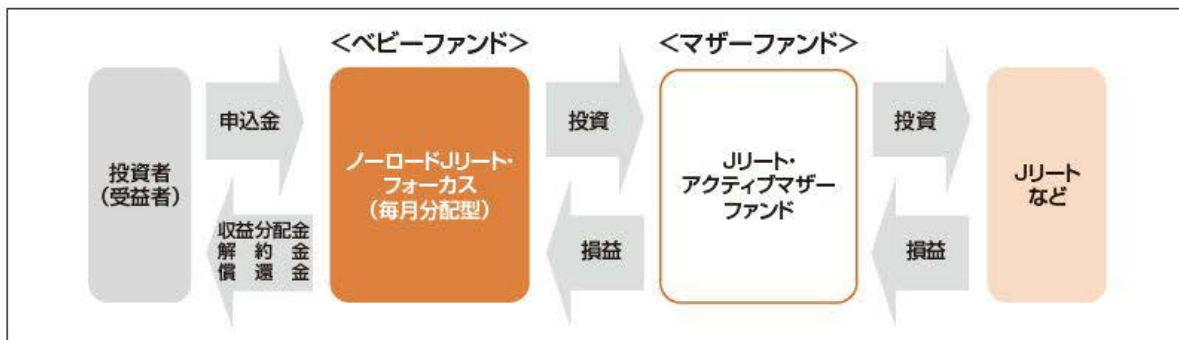 <ベビーファンド>
<マザーファンド>
投資者
(受益者)
申込金
収益分配金
解約金
償還金
ノーロードJリート・
フォーカス
(毎月分配型)
投資
損益
Jリート・
アクティブマザー
ファンド
投資
損益
Jリート
など